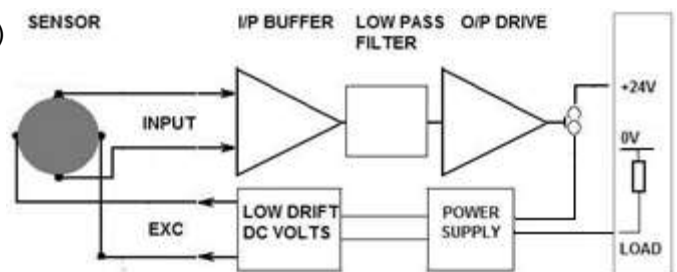 )
SENSOR
I/P BUFFER
LOW PASS
FILTER
O/P DRIVE
+24V
INPUT
0V
EXC
LOW DRIFT
DC VOLTS
POWER
SUPPLY
LOAD